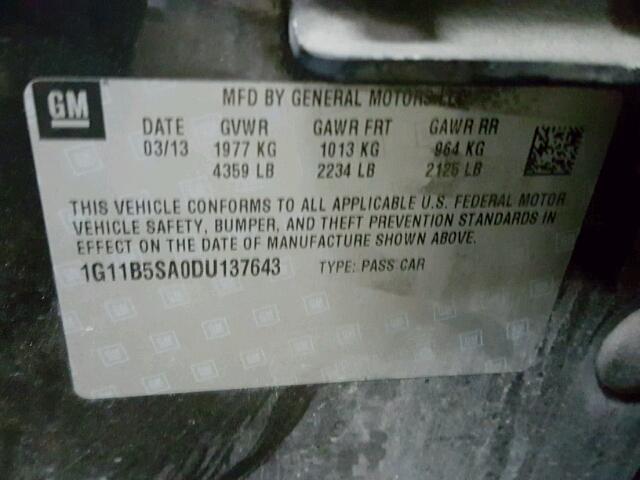 GM
MFD BY GENERAL MOTORS LLC
DATE GVWR GAWR FRT GAWR RR
03/13 1977 KG 1013 KG 964 KG
4359 LB 2234 LB 2125 LB
THIS VEHICLE CONFORMS TO ALL APPLICABLE U.S. FEDERAL MOTOR
VEHICLE SAFETY, BUMPER, AND THEFT PREVENTION STANDARDS IN
EFFECT ON THE DATE OF MANUFACTURE SHOWN ABOVE.
1G11B5SA0DU137643 TYPE: PASS CAR